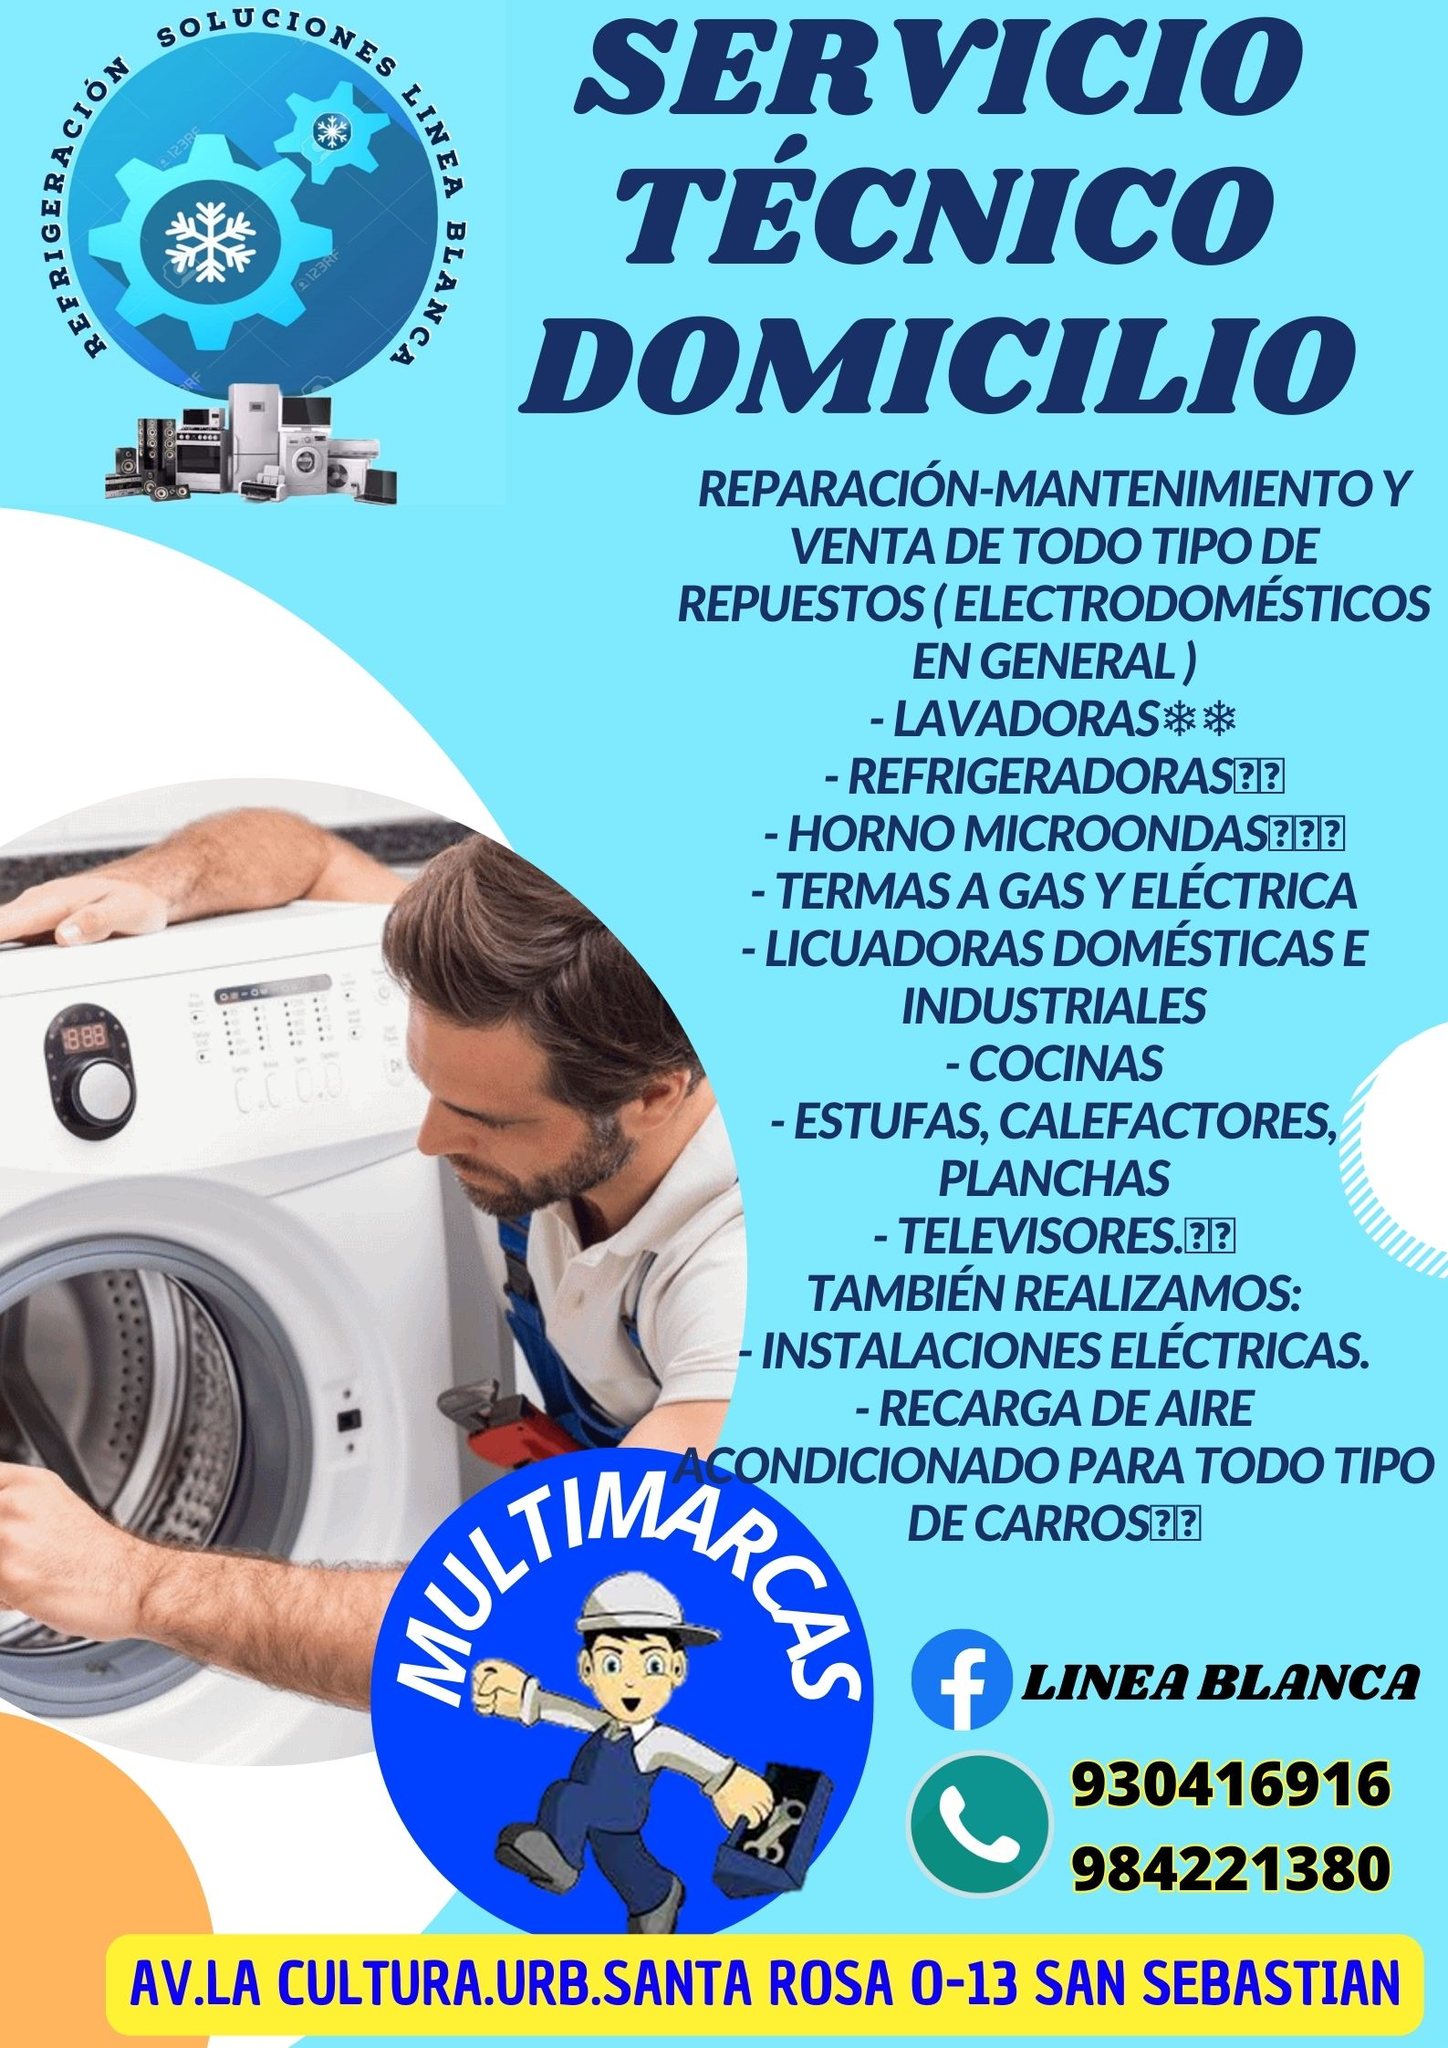 REFRIGERACIÓN SOLUCIONES LINEA BLANCA
123RF
123RF
123RF
SERVICIO
TÉCNICO
DOMICILIO
REPARACIÓN-MANTENIMIENTO Y
VENTA DE TODO TIPO DE
REPUESTOS ( ELECTRODOMÉSTICOS
EN GENERAL )
- LAVADORAS❄❄
- REFRIGERADORAS
- HORNO MICROONDAS
- TERMAS A GAS Y ELÉCTRICA
- LICUADORAS DOMÉSTICAS E
INDUSTRIALES
- COCINAS
- ESTUFAS, CALEFACTORES,
PLANCHAS
- TELEVISORES.
TAMBIÉN REALIZAMOS:
- INSTALACIONES ELÉCTRICAS.
- RECARGA DE AIRE
ACONDICIONADO PARA TODO TIPO
DE CARROS
MULTIMARCAS
LINEA BLANCA
930416916
984221380
AV.LA CULTURA.URB.SANTA ROSA O-13 SAN SEBASTIAN